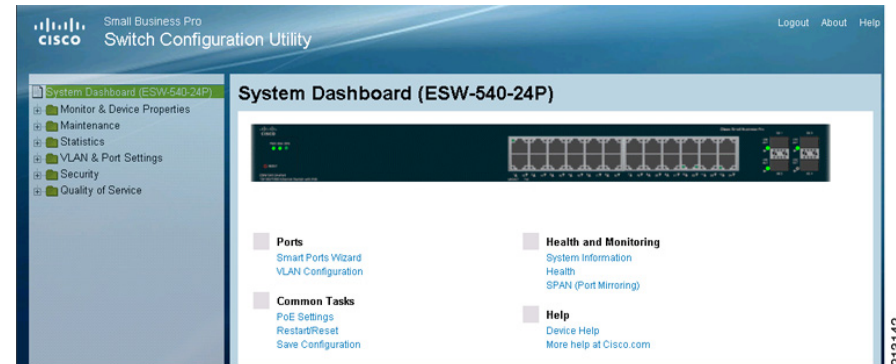 Small Business Pro
CISCO Switch Configuration Utility
Logout About Help
System Dashboard (ESW-540-24P)
Monitor & Device Properties
Maintenance
Statistics
VLAN & Port Settings
Security
Quality of Service
System Dashboard (ESW-540-24P)
Ports
Smart Ports Wizard
VLAN Configuration
Common Tasks
PoE Settings
Restart/Reset
Save Configuration
Health and Monitoring
System Information
Health
SPAN (Port Mirroring)
Help
Device Help
More help at Cisco.com